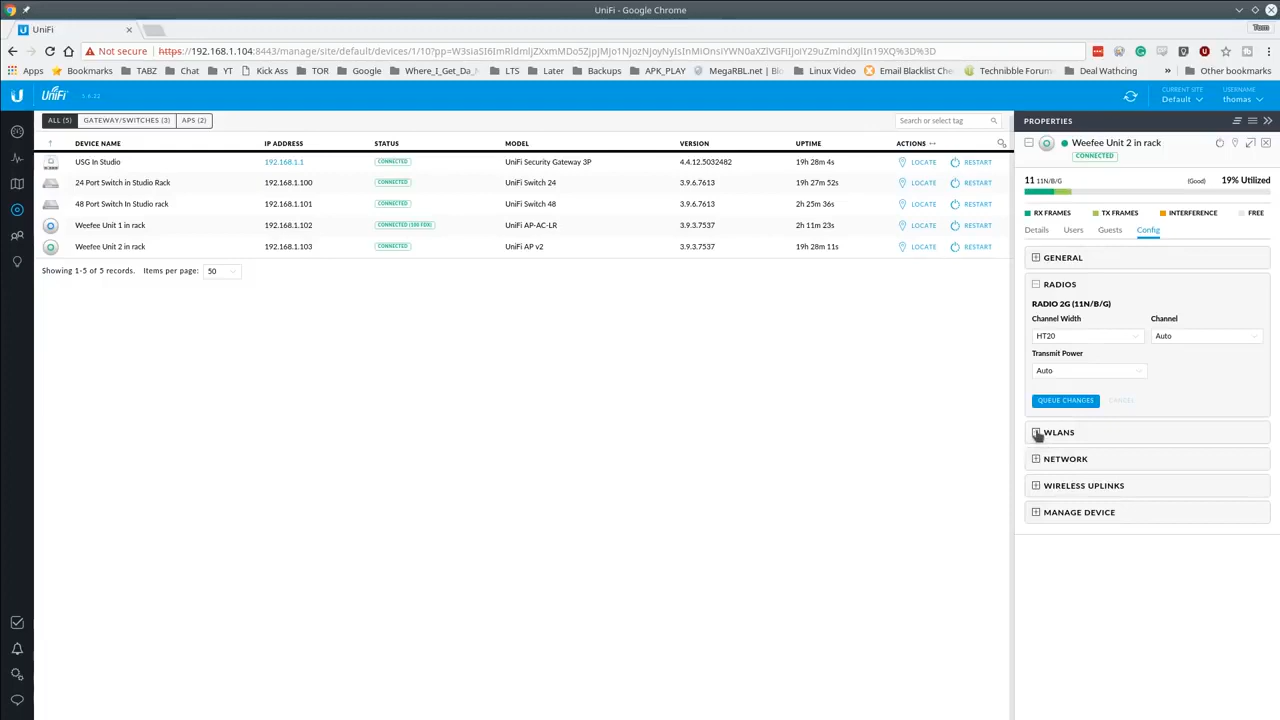 UniFi - Google Chrome
UniFi
Tom
Not secure https://192.168.1.104:8443/manage/site/default/devices/1/10?pp=W3siaSI6ImRldmljZXxmMDo5ZjpjMjo1NjozNjoyNyIsInMiOnsiYWN0aXZlVGFiIjoiY29uZmlndXJlIn19XQ%3D%3D
Apps Bookmarks TABZ Chat YT Kick Ass TOR Google Where_I_Get_Da_ LTS Later Backups APK_PLAY MegaRBL.net | Blo Linux Video Email Blacklist Che Technibble Forum Deal Wathcing » Other bookmarks
UniFi 5.6.22 CURRENT SITE USERNAME
Default thomas
ALL (5) GATEWAY/SWITCHES (3) APS (2) Search or select tag
DEVICE NAME IP ADDRESS STATUS MODEL VERSION UPTIME ACTIONS
USG In Studio 192.168.1.1 CONNECTED UniFi Security Gateway 3P 4.4.12.5032482 19h 28m 4s LOCATE RESTART
24 Port Switch in Studio Rack 192.168.1.100 CONNECTED UniFi Switch 24 3.9.6.7613 19h 27m 52s LOCATE RESTART
48 Port Switch In Studio rack 192.168.1.101 CONNECTED UniFi Switch 48 3.9.6.7613 2h 25m 36s LOCATE RESTART
Weefee Unit 1 in rack 192.168.1.102 CONNECTED (100 FDX) UniFi AP-AC-LR 3.9.3.7537 2h 11m 23s LOCATE RESTART
Weefee Unit 2 in rack 192.168.1.103 CONNECTED UniFi AP v2 3.9.3.7537 19h 28m 11s LOCATE RESTART
Showing 1-5 of 5 records. Items per page: 50
PROPERTIES
Weefee Unit 2 in rack
CONNECTED
11 11N/B/G (Good) 19% Utilized
RX FRAMES TX FRAMES INTERFERENCE FREE
Details Users Guests Config
GENERAL
RADIOS
RADIO 2G (11N/B/G)
Channel Width Channel
HT20 Auto
Transmit Power
Auto
QUEUE CHANGES CANCEL
WLANS
NETWORK
WIRELESS UPLINKS
MANAGE DEVICE